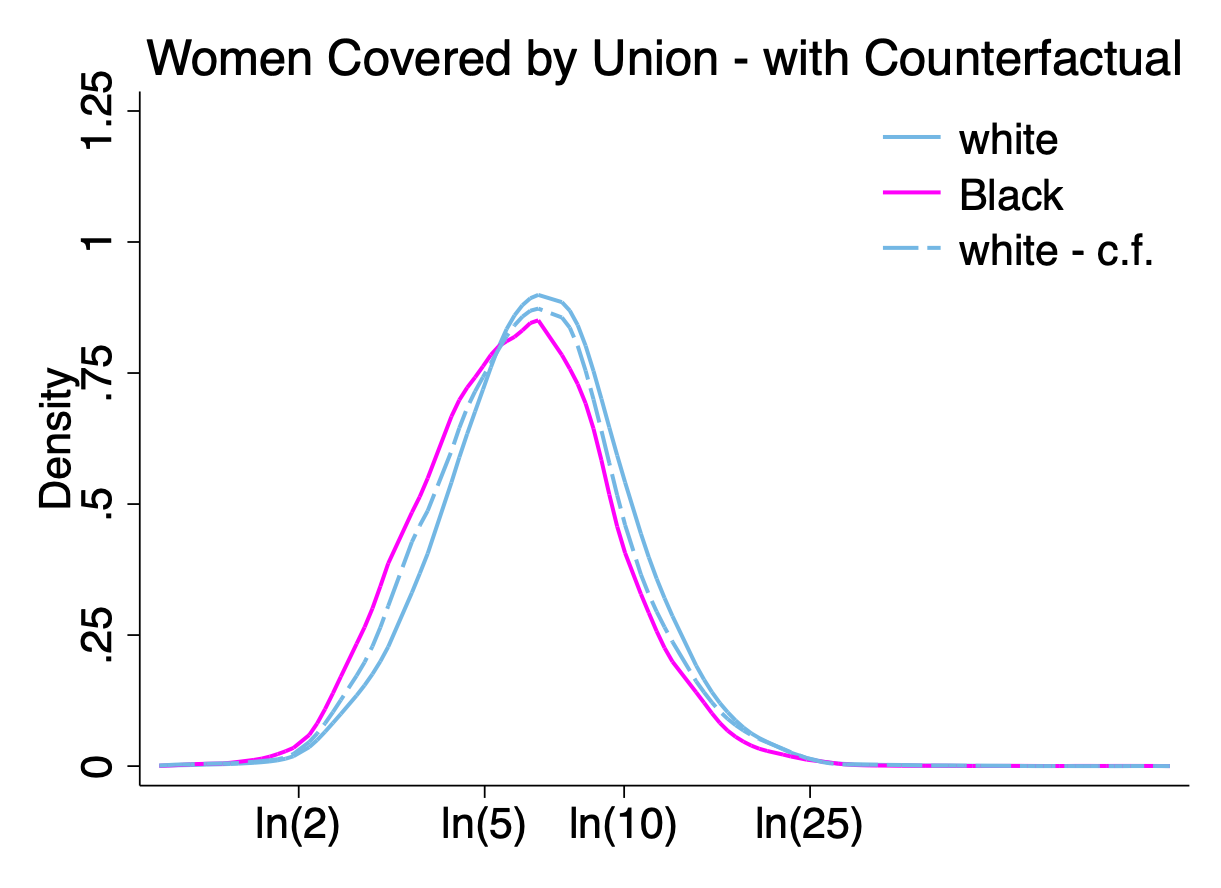 Women Covered by Union - with Counterfactual
white
Black
white - c.f.
Density
1.25
1
.75
.5
.25
0
ln(2)
ln(5)
ln(10)
ln(25)